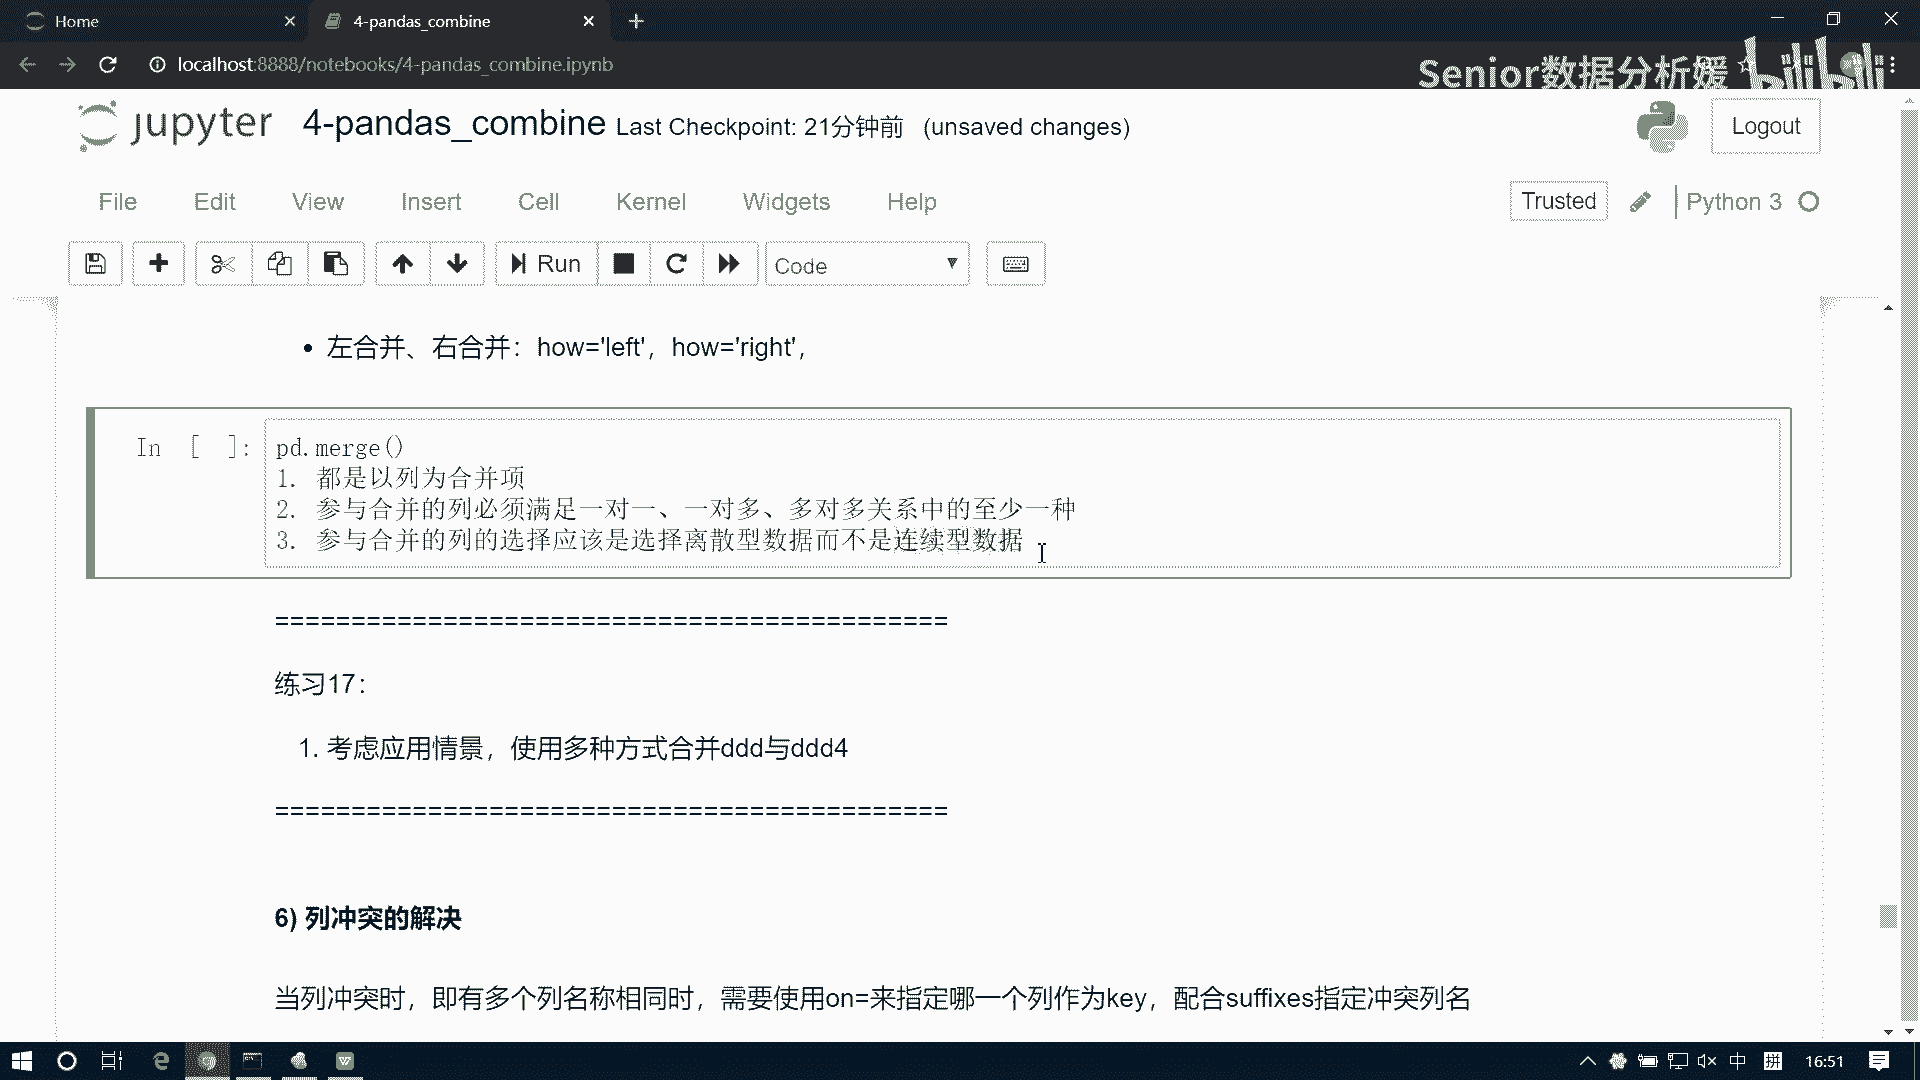 Home
4-pandas_combine
localhost:8888/notebooks/4-pandas_combine.ipynb
Senior数据分析媛
bilibili
jupyter 4-pandas_combine Last Checkpoint: 21分钟前 (unsaved changes)
Logout
File Edit View Insert Cell Kernel Widgets Help
Trusted
Python 3
Run
Code
• 左合并、右合并：how='left'，how='right'，
In [ ]: pd.merge()
1. 都是以列为合并项
2. 参与合并的列必须满足一对一、一对多、多对多关系中的至少一种
3. 参与合并的列的选择应该是选择离散型数据而不是连续型数据
============================================
练习17：
1. 考虑应用情景，使用多种方式合并ddd与ddd4
============================================
6) 列冲突的解决
当列冲突时，即有多个列名称相同时，需要使用on=来指定哪一个列作为key，配合suffixes指定冲突列名
中 拼 16:51